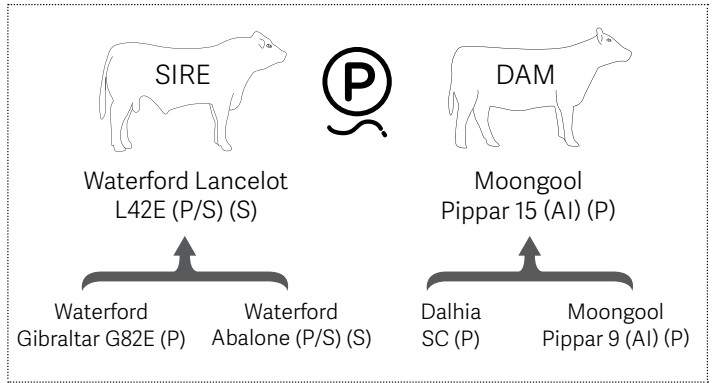 SIRE
P
DAM
Waterford Lancelot
L42E (P/S) (S)
Moongool
Pippar 15 (AI) (P)
Waterford
Gibraltar G82E (P)
Waterford
Abalone (P/S) (S)
Dalhia
SC (P)
Moongool
Pippar 9 (AI) (P)